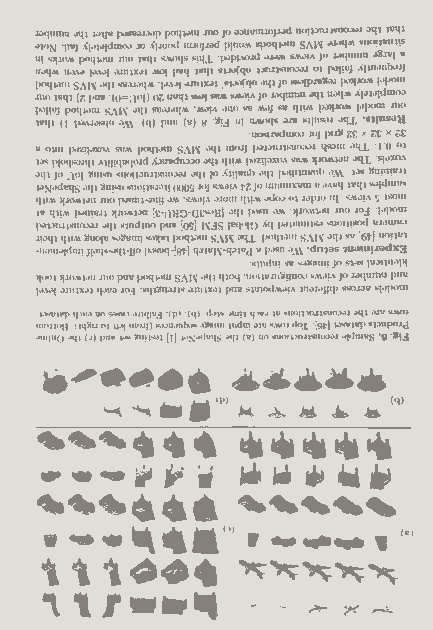 (a)
(c)
(b)
(d)
Fig. 6. Sample reconstructions on (a) the ShapeNet [1] testing set and (c) the Online
Products dataset [46]. Top rows are input image sequences (from left to right). Bottom
rows are the reconstructions at each time step. (b), (d): Failure cases on each dataset.
models across different viewpoints and texture strengths. For each texture level
and number of views configuration, both the MVS method and our network took
identical sets of images as inputs.
Experiment setup. We used a Patch-Match [48]-based off-the-shelf implemen-
tation [49] as the MVS method. The MVS method takes images along with their
camera positions estimated by Global SFM [50] and outputs the reconstructed
model. For our network, we used the [Res3D-GRU-3] network trained with at
most 5 views. In order to cope with more views, we fine-tuned our network with
samples that have a maximum of 24 views for 5000 iterations using the ShapeNet
training set. We quantified the quality of the reconstructions using IoU of the
voxels. The network was voxelized with the occupancy probability threshold set
to 0.1. The mesh reconstructed from the MVS method was voxelized into a
32 × 32 × 32 grid for comparison.
Results. The results are shown in Fig. 8 (a) and (b). We observed 1) that
our model worked with as few as one view, whereas the MVS method failed
completely when the number of views was less than 20 (IoU=0), and 2) that our
model worked regardless of the objects' texture level, whereas the MVS method
frequently failed to reconstruct objects that had low texture level even when
a large number of views were provided. This shows that our method works in
situations where MVS methods would perform poorly or completely fail. Note
that the reconstruction performance of our method decreased after the number